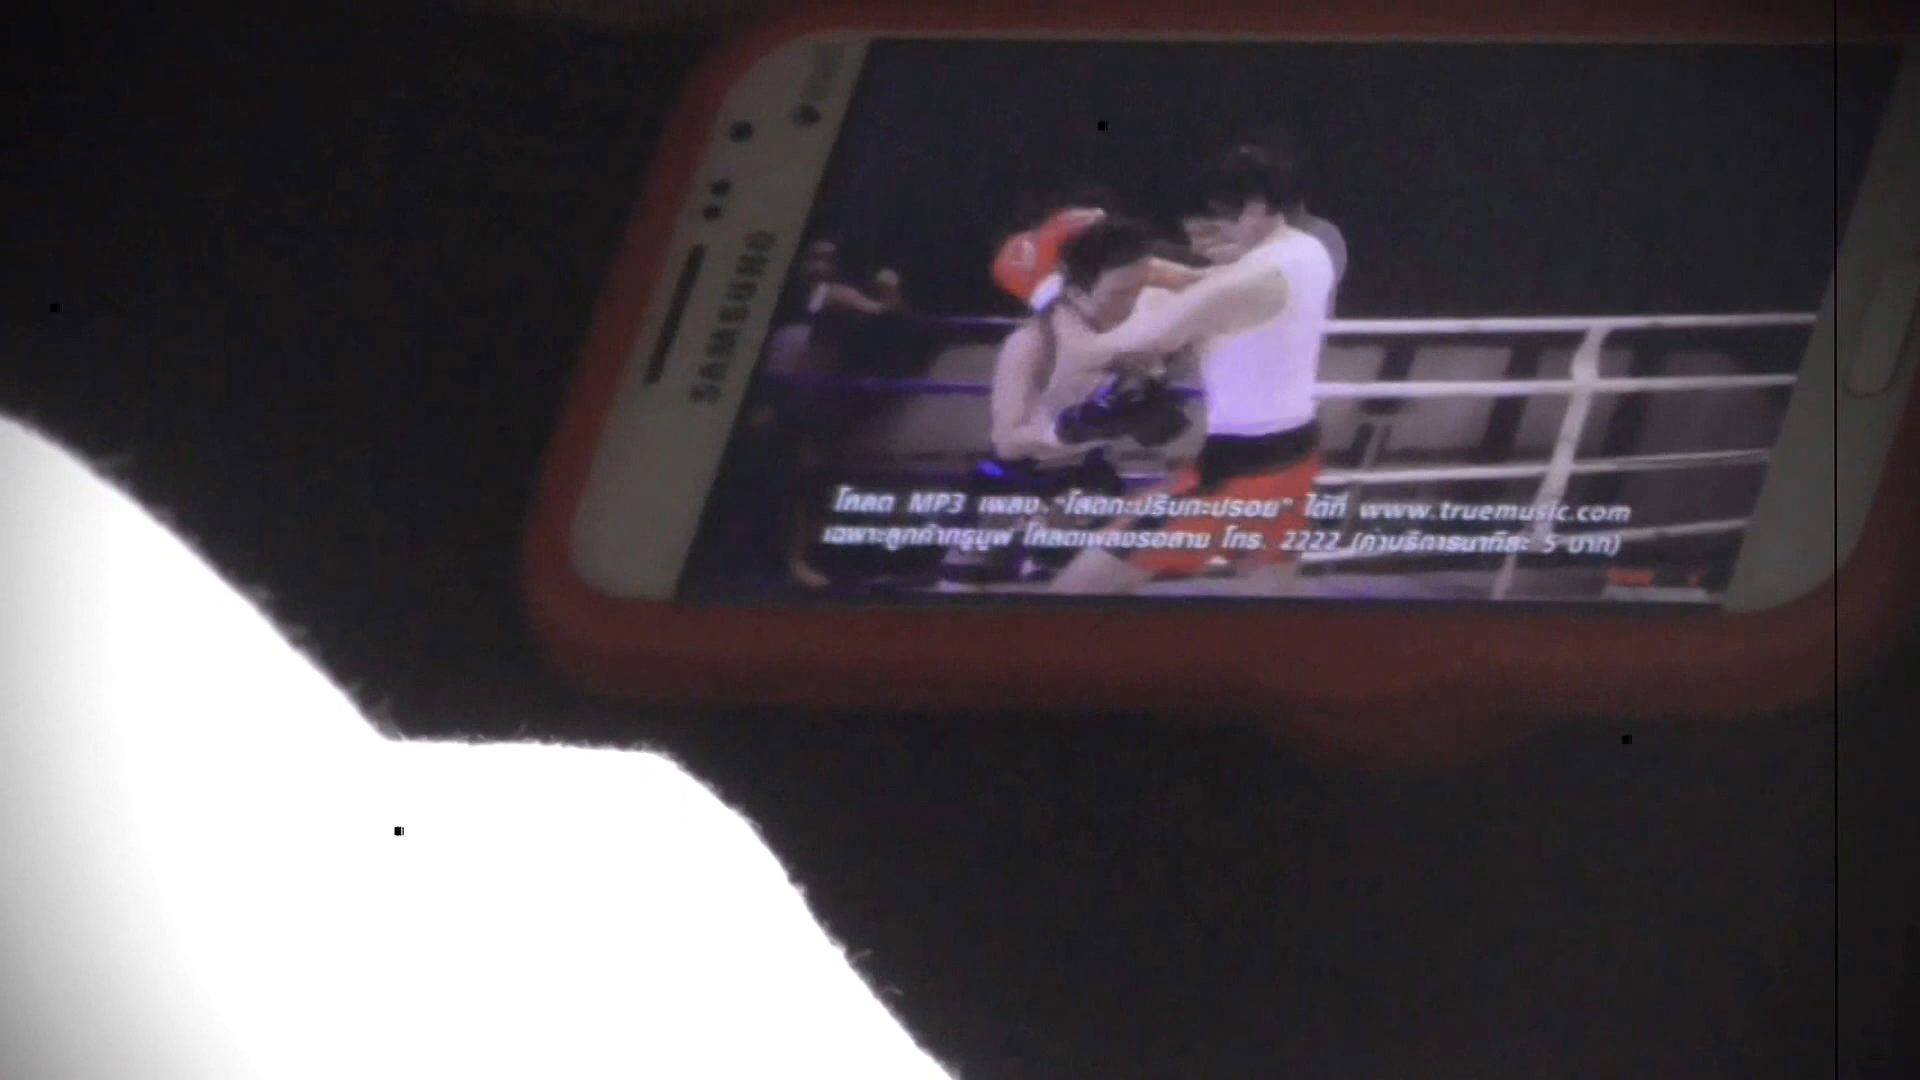 SAMSUNG
โหลด MP3 เพลง "โสดกะปริบกะปรอย" ได้ที่ www.truemusic.com
เฉพาะลูกค้าทรูมูฟ โหลดเพลงรอสาย โทร. 2222 (ค่าบริการนาทีละ 5 บาท)